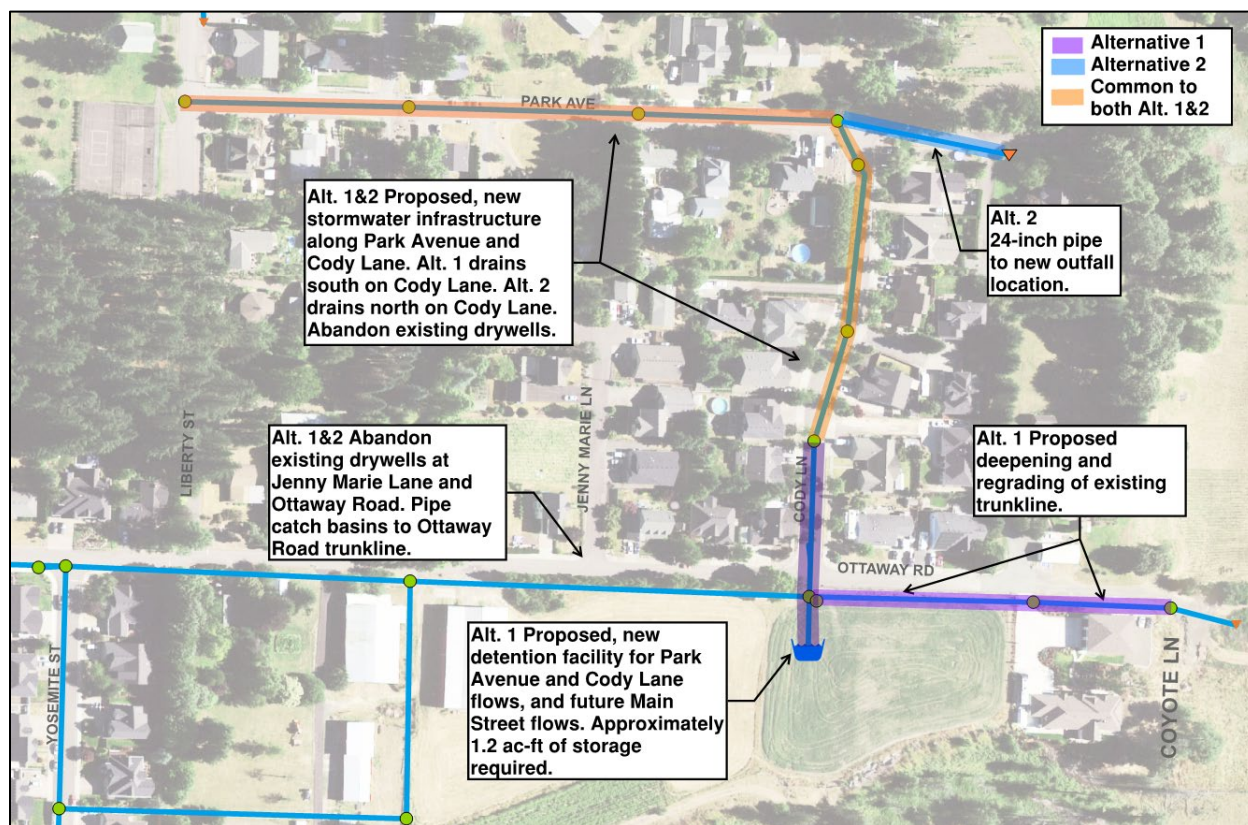 Alternative 1
Alternative 2
Common to
both Alt. 1&2
PARK AVE
Alt. 1&2 Proposed, new
stormwater infrastructure
along Park Avenue and
Cody Lane. Alt. 1 drains
south on Cody Lane. Alt. 2
drains north on Cody Lane.
Abandon existing drywells.
Alt. 2
24-inch pipe
to new outfall
location.
LIBERTY ST
JENNY MARIE LN
CODY LN
Alt. 1&2 Abandon
existing drywells at
Jenny Marie Lane and
Ottaway Road. Pipe
catch basins to Ottaway
Road trunkline.
Alt. 1 Proposed
deepening and
regrading of existing
trunkline.
OTTAWAY RD
YOSEMITE ST
Alt. 1 Proposed, new
detention facility for Park
Avenue and Cody Lane
flows, and future Main
Street flows. Approximately
1.2 ac-ft of storage
required.
COYOTE LN